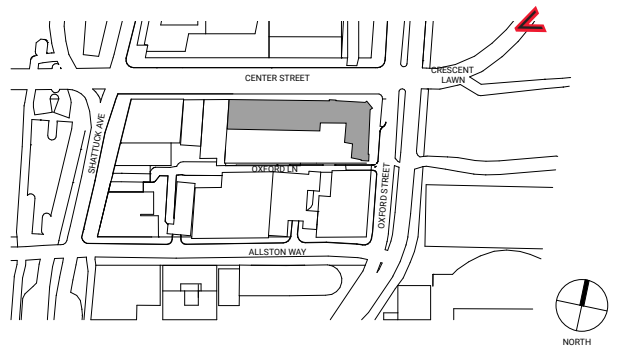 CENTER STREET
CRESCENT
LAWN
SHATTUCK AVE
OXFORD LN
OXFORD STREET
ALLSTON WAY
NORTH